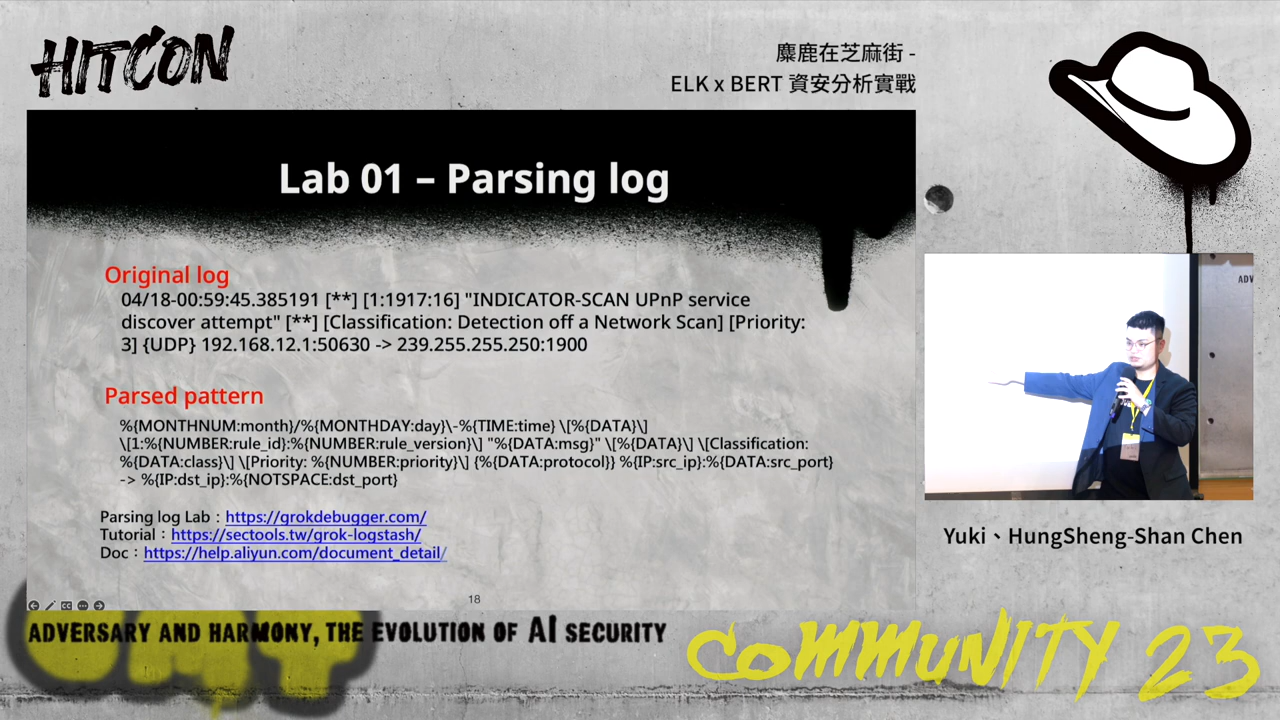 HITCON
麋鹿在芝麻街 -
ELK x BERT 資安分析實戰
Lab 01 – Parsing log
Original log
04/18-00:59:45.385191 [**] [1:1917:16] "INDICATOR-SCAN UPnP service
discover attempt" [**] [Classification: Detection off a Network Scan] [Priority:
3] {UDP} 192.168.12.1:50630 -> 239.255.255.250:1900
Parsed pattern
%{MONTHNUM:month}/%{MONTHDAY:day}\-%{TIME:time} \[%{DATA}\]
\[1:%{NUMBER:rule_id}:%{NUMBER:rule_version}\] "%{DATA:msg}" \[%{DATA}\] \[Classification:
%{DATA:class}\] \[Priority: %{NUMBER:priority}\] {%{DATA:protocol}} %{IP:src_ip}:%{DATA:src_port}
-> %{IP:dst_ip}:%{NOTSPACE:dst_port}
Parsing log Lab：https://grokdebugger.com/
Tutorial：https://sectools.tw/grok-logstash/
Doc：https://help.aliyun.com/document_detail/
18
ADV
Yuki、HungSheng-Shan Chen
ADVERSARY AND HARMONY, THE EVOLUTION OF AI SECURITY
COMMUNITY 23